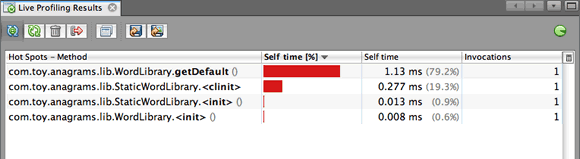 Live Profiling Results
Hot Spots – Method Self time [%] Self time Invocations
com.toy.anagrams.lib.WordLibrary.getDefault () 1.13 ms (79.2%) 1
com.toy.anagrams.lib.StaticWordLibrary.<clinit> 0.277 ms (19.3%) 1
com.toy.anagrams.lib.StaticWordLibrary.<init> () 0.013 ms (0.9%) 1
com.toy.anagrams.lib.WordLibrary.<init> () 0.008 ms (0.6%) 1